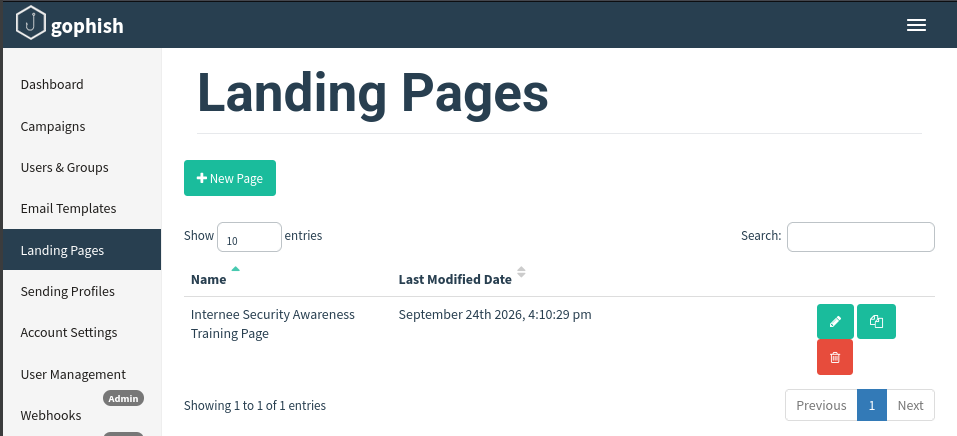 gophish
Dashboard
Campaigns
Users & Groups
Email Templates
Landing Pages
Sending Profiles
Account Settings
User Management
Admin
Webhooks
Landing Pages
New Page
Show 10 entries
Search:
Name Last Modified Date
Internee Security Awareness September 24th 2026, 4:10:29 pm
Training Page
Showing 1 to 1 of 1 entries
Previous 1 Next